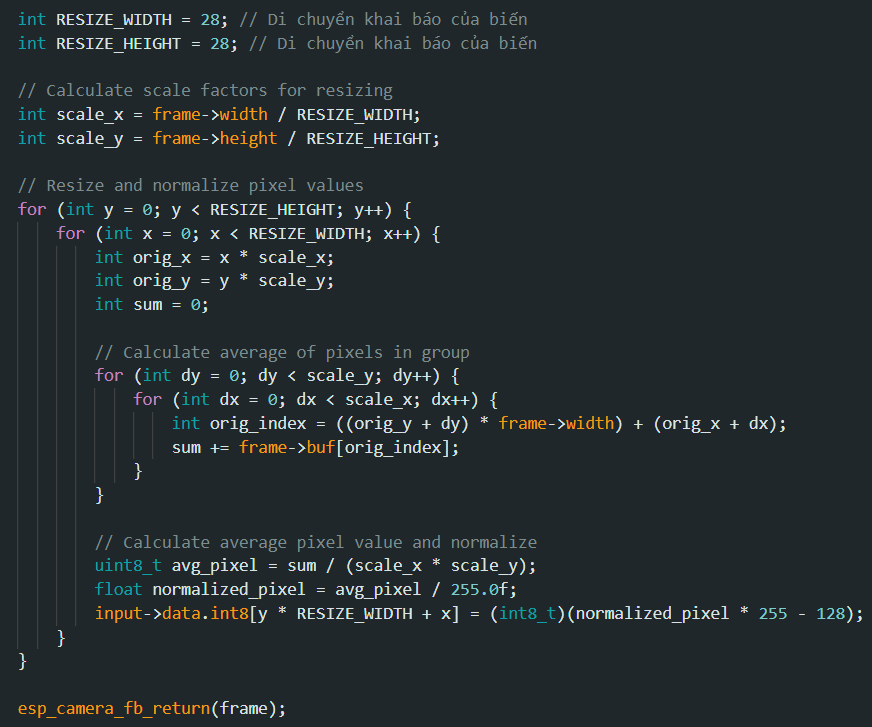 int RESIZE_WIDTH = 28; // Di chuyển khai báo của biến
int RESIZE_HEIGHT = 28; // Di chuyển khai báo của biến

// Calculate scale factors for resizing
int scale_x = frame->width / RESIZE_WIDTH;
int scale_y = frame->height / RESIZE_HEIGHT;

// Resize and normalize pixel values
for (int y = 0; y < RESIZE_HEIGHT; y++) {
    for (int x = 0; x < RESIZE_WIDTH; x++) {
        int orig_x = x * scale_x;
        int orig_y = y * scale_y;
        int sum = 0;

        // Calculate average of pixels in group
        for (int dy = 0; dy < scale_y; dy++) {
            for (int dx = 0; dx < scale_x; dx++) {
                int orig_index = ((orig_y + dy) * frame->width) + (orig_x + dx);
                sum += frame->buf[orig_index];
            }
        }

        // Calculate average pixel value and normalize
        uint8_t avg_pixel = sum / (scale_x * scale_y);
        float normalized_pixel = avg_pixel / 255.0f;
        input->data.int8[y * RESIZE_WIDTH + x] = (int8_t)(normalized_pixel * 255 - 128);
    }
}

esp_camera_fb_return(frame);